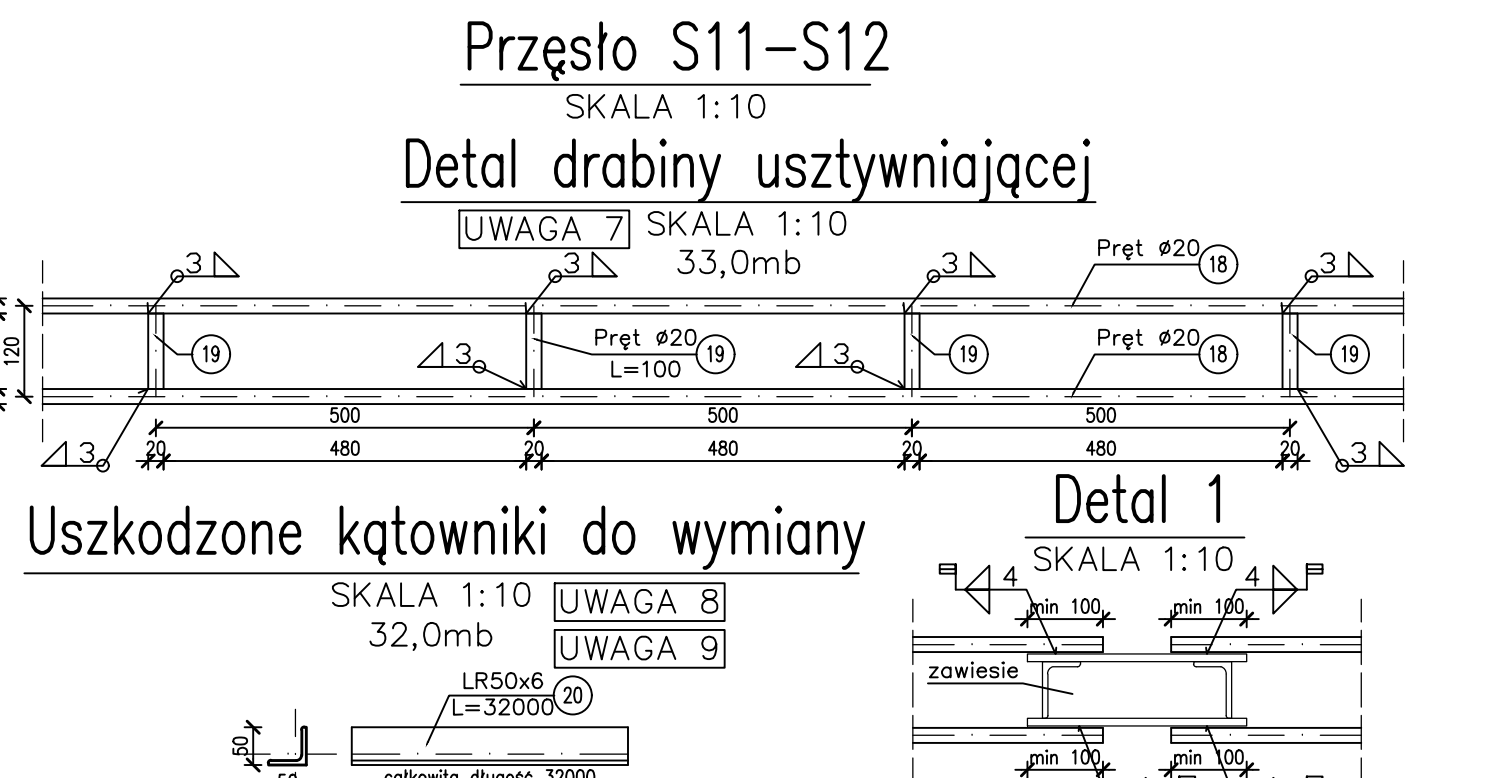 Przęsło S11–S12
SKALA 1:10
Detal drabiny usztywniającej
UWAGA 7 SKALA 1:10
33,0mb
3 3 3 Pręt ø20 18 3
120 19 Pręt ø20 19 19 Pręt ø20 18 19
3 L=100 3
500 500 500
3 20 480 20 480 20 480 20 3
Detal 1
SKALA 1:10
Uszkodzone kątowniki do wymiany
SKALA 1:10 UWAGA 8
32,0mb UWAGA 9
4 4
min 100 min 100
zawiesie
LR50x6 20
L=32000
50
całkowita długość 32000
min 100 min 100